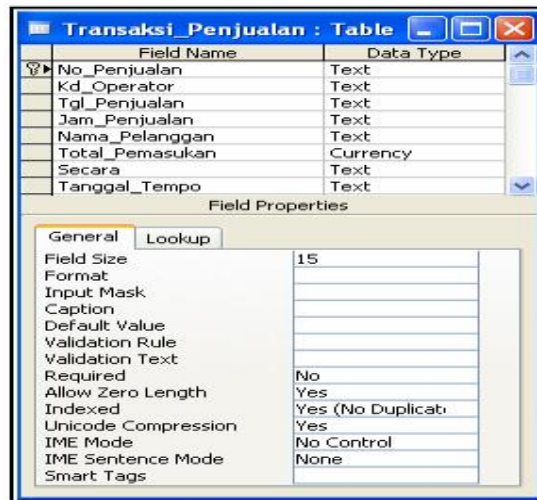 Transaksi_Penjualan : Table
Field Name Data Type
No_Penjualan Text
Kd_Operator Text
Tgl_Penjualan Text
Jam_Penjualan Text
Nama_Pelanggan Text
Total_Pemasukan Currency
Secara Text
Tanggal_Tempo Text
Field Properties
General Lookup
Field Size 15
Format
Input Mask
Caption
Default Value
Validation Rule
Validation Text
Required No
Allow Zero Length Yes
Indexed Yes (No Duplicati
Unicode Compression Yes
IME Mode No Control
IME Sentence Mode None
Smart Tags